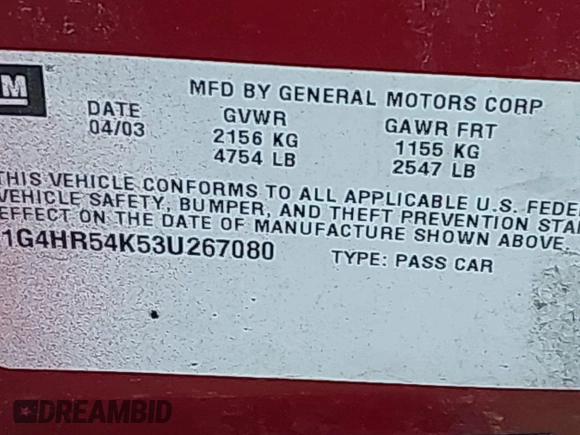 M
MFD BY GENERAL MOTORS CORP
DATE GVWR GAWR FRT
04/03 2156 KG 1155 KG
4754 LB 2547 LB
THIS VEHICLE CONFORMS TO ALL APPLICABLE U.S. FEDE
VEHICLE SAFETY, BUMPER, AND THEFT PREVENTION STA
EFFECT ON THE DATE OF MANUFACTURE SHOWN ABOVE.
1G4HR54K53U267080 TYPE: PASS CAR
DREAMBID